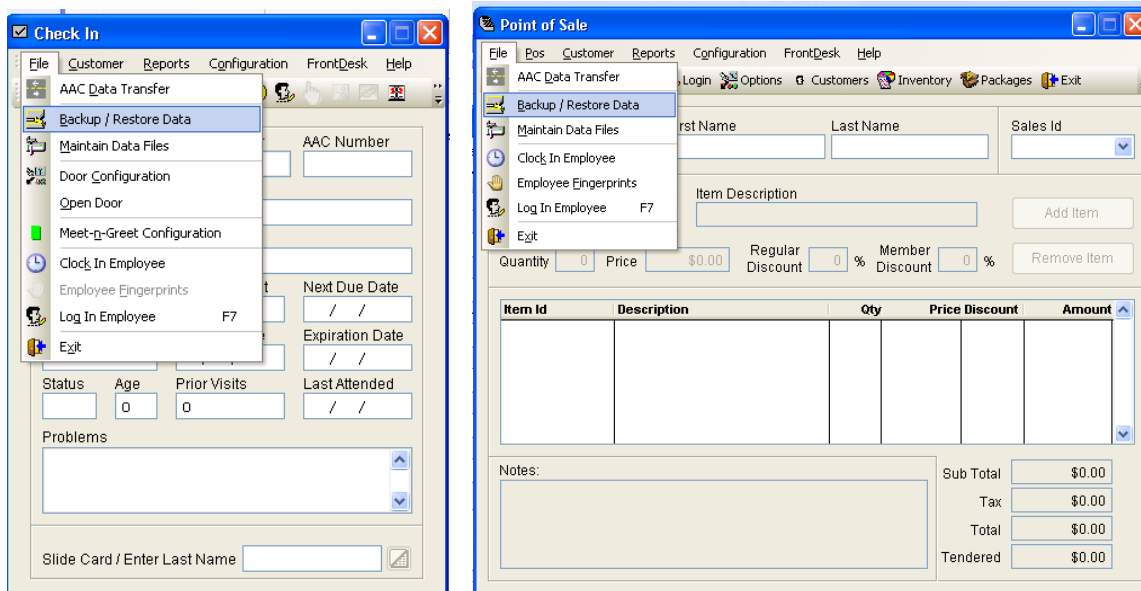 Check In
File Customer Reports Configuration FrontDesk Help
AAC Data Transfer
Backup / Restore Data
Maintain Data Files
Door Configuration
Open Door
Meet-n-Greet Configuration
Clock In Employee
Employee Fingerprints
Log In Employee F7
Exit
AAC Number
Next Due Date
/ /
Expiration Date
/ /
Status Age Prior Visits Last Attended
0 0 / /
Problems
Slide Card / Enter Last Name
Point of Sale
File Pos Customer Reports Configuration FrontDesk Help
Login Options Customers Inventory Packages Exit
AAC Data Transfer
Backup / Restore Data
Maintain Data Files
Clock In Employee
Employee Fingerprints
Log In Employee F7
Exit
Last Name Sales Id
Item Description
Add Item
Quantity 0 Price $0.00 Regular Discount 0 % Member Discount 0 % Remove Item
Item Id Description Qty Price Discount Amount
Notes:
Sub Total $0.00
Tax $0.00
Total $0.00
Tendered $0.00